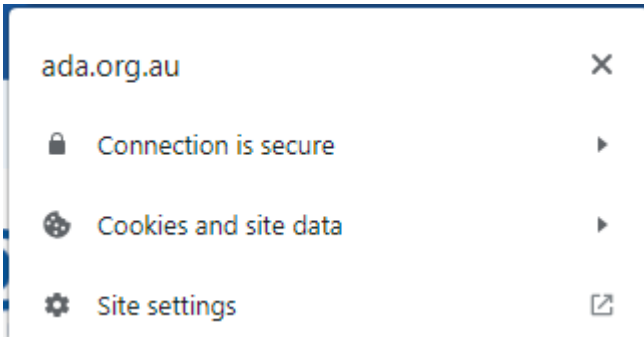 ada.org.au
Connection is secure
Cookies and site data
Site settings